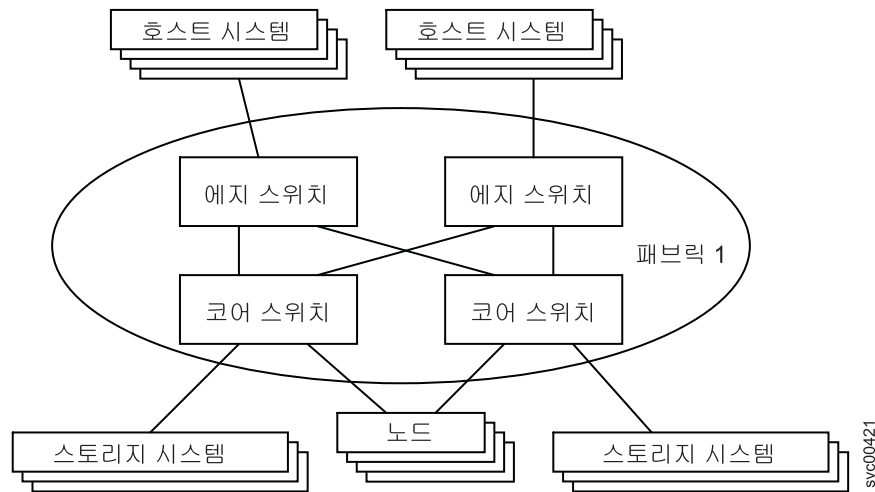 호스트 시스템
호스트 시스템
에지 스위치
에지 스위치
패브릭 1
코어 스위치
코어 스위치
노드
스토리지 시스템
스토리지 시스템
svc00421